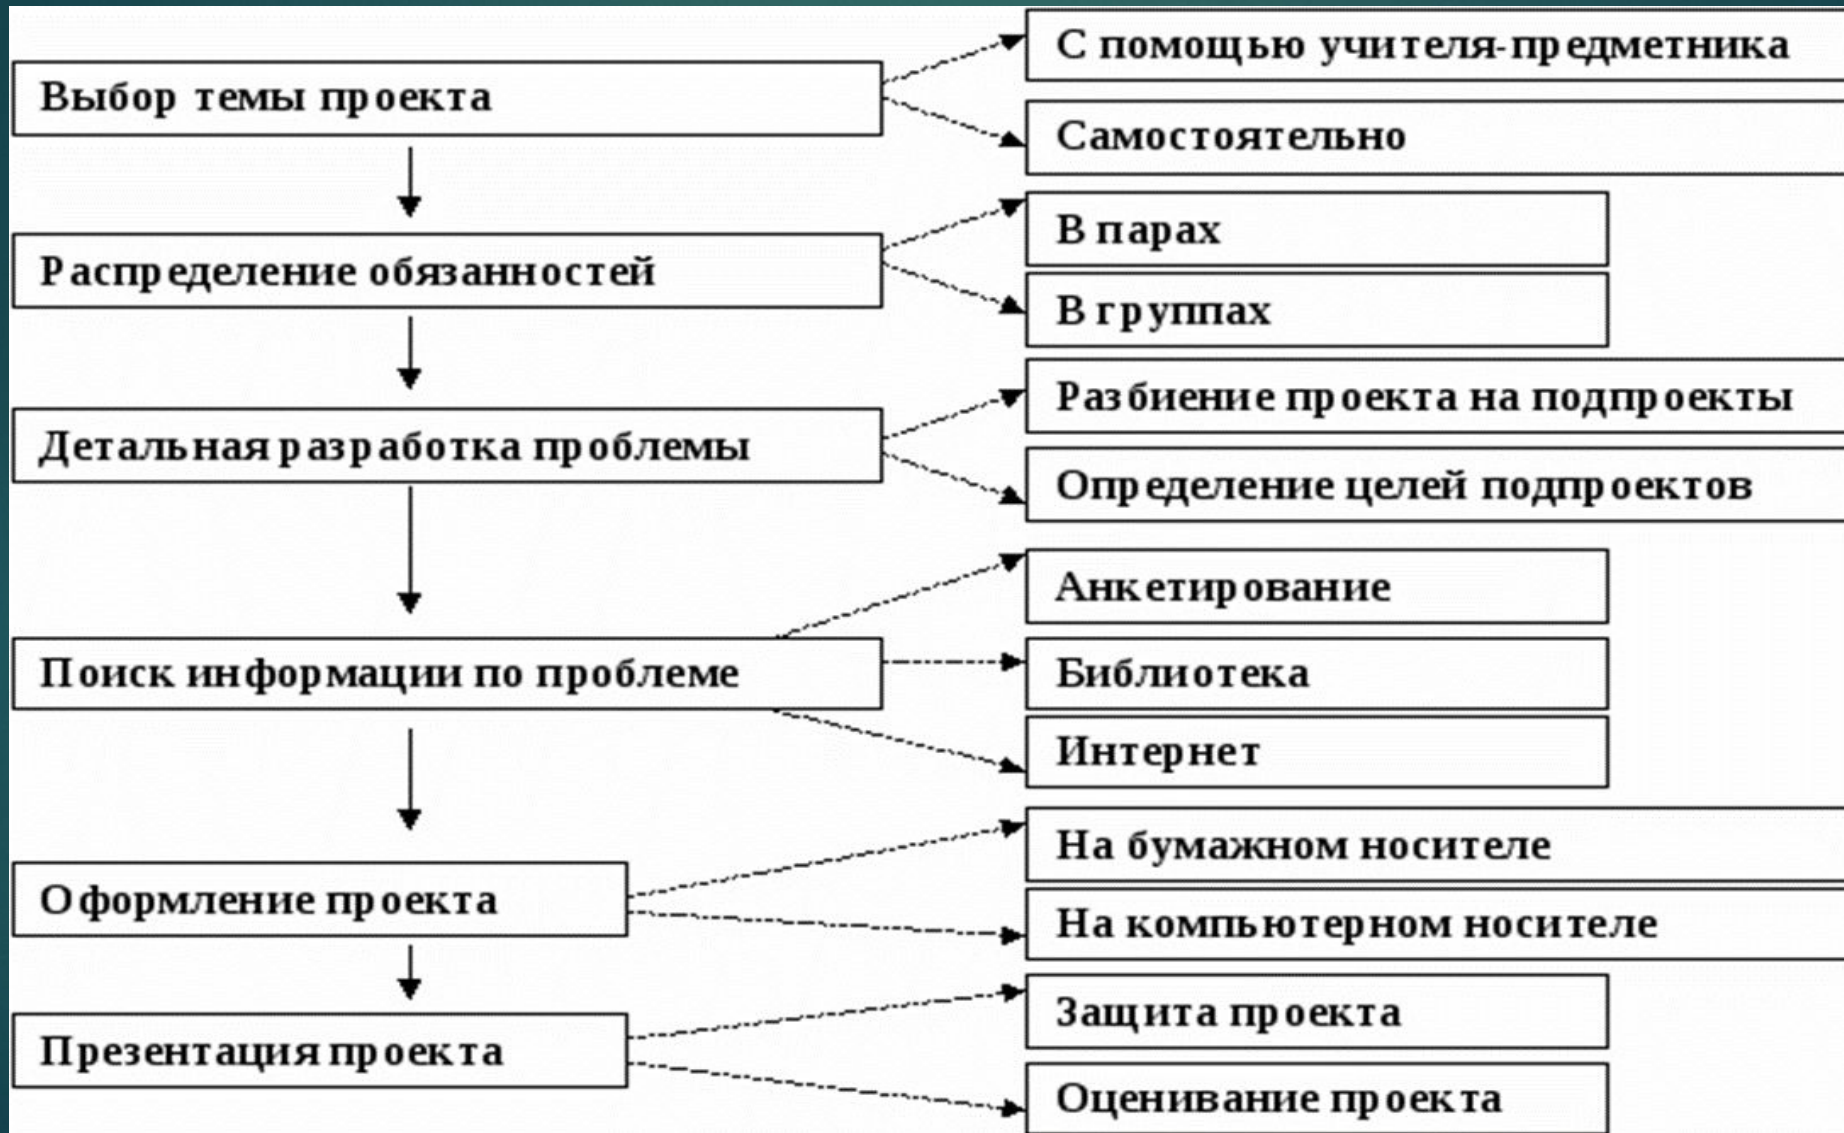 Выбор темы проекта
С помощью учителя-предметника
Самостоятельно
Распределение обязанностей
В парах
В группах
Детальная разработка проблемы
Разбиение проекта на подпроекты
Определение целей подпроектов
Поиск информации по проблеме
Анкетирование
Библиотека
Интернет
Оформление проекта
На бумажном носителе
На компьютерном носителе
Презентация проекта
Защита проекта
Оценивание проекта